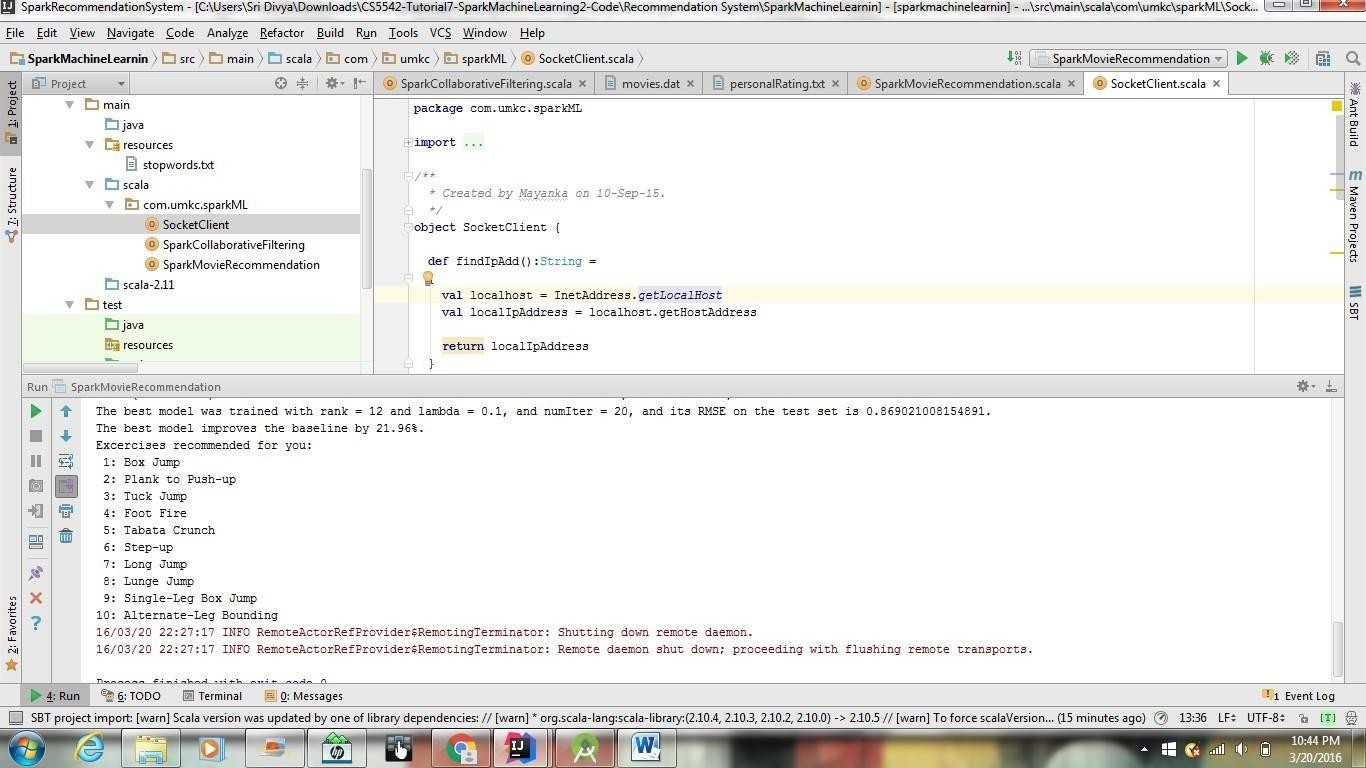 SparkRecommendationSystem - [C:\Users\Sri Divya\Downloads\CS5542-Tutorial7-SparkMachineLearning2-Code\Recommendation System\SparkMachineLearnin] - [sparkmachinelearnin] - ...\src\main\scala\com\umkc\sparkML\Sock...
File Edit View Navigate Code Analyze Refactor Build Run Tools VCS Window Help
SparkMachineLearnin src main scala com umkc sparkML SocketClient.scala SparkMovieRecommendation
1: Project
7: Structure
2: Favorites
Project
main
java
resources
stopwords.txt
scala
com.umkc.sparkML
SocketClient
SparkCollaborativeFiltering
SparkMovieRecommendation
scala-2.11
test
java
resources
SparkCollaborativeFiltering.scala movies.dat personalRating.txt SparkMovieRecommendation.scala SocketClient.scala
package com.umkc.sparkML
import ...
/**
* Created by Mayanka on 10-Sep-15.
*/
object SocketClient {
def findIpAdd():String =
val localhost = InetAddress.getLocalHost
val localIpAddress = localhost.getHostAddress
return localIpAddress
}
Ant Build
Maven Projects
SBT
Run SparkMovieRecommendation
The best model was trained with rank = 12 and lambda = 0.1, and numIter = 20, and its RMSE on the test set is 0.869021008154891.
The best model improves the baseline by 21.96%.
Excercises recommended for you:
1: Box Jump
2: Plank to Push-up
3: Tuck Jump
4: Foot Fire
5: Tabata Crunch
6: Step-up
7: Long Jump
8: Lunge Jump
9: Single-Leg Box Jump
10: Alternate-Leg Bounding
16/03/20 22:27:17 INFO RemoteActorRefProvider$RemotingTerminator: Shutting down remote daemon.
16/03/20 22:27:17 INFO RemoteActorRefProvider$RemotingTerminator: Remote daemon shut down; proceeding with flushing remote transports.
Process finished with exit code 0
4: Run 6: TODO Terminal 0: Messages 1 Event Log
SBT project import: [warn] Scala version was updated by one of library dependencies: // [warn] * org.scala-lang:scala-library:(2.10.4, 2.10.3, 2.10.2, 2.10.0) -> 2.10.5 // [warn] To force scalaVersion... (15 minutes ago) 13:36 LF UTF-8 [T]
10:44 PM
3/20/2016